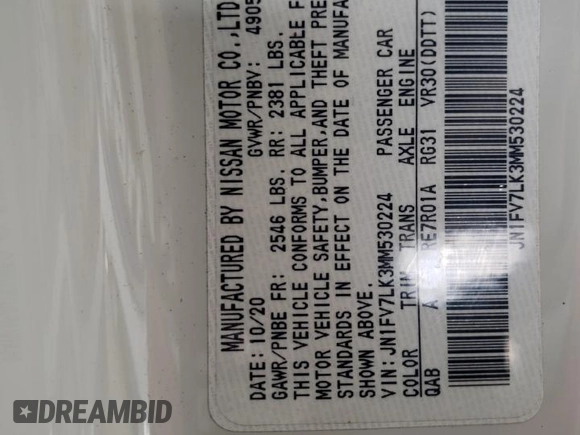 MANUFACTURED BY NISSAN MOTOR CO.,LTD
DATE: 10/20 GVWR/PNBV: 4905
GAWR/PNBE FR: 2546 LBS. RR: 2381 LBS.
THIS VEHICLE CONFORMS TO ALL APPLICABLE F
MOTOR VEHICLE SAFETY,BUMPER,AND THEFT PRE
STANDARDS IN EFFECT ON THE DATE OF MANUFA
SHOWN ABOVE.
VIN: JN1FV7LK3MM530224 PASSENGER CAR
COLOR TRIM TRANS AXLE ENGINE
QAB RE7R01A RG31 VR30(DDTT)
JN1FV7LK3MM530224
DREAMBID